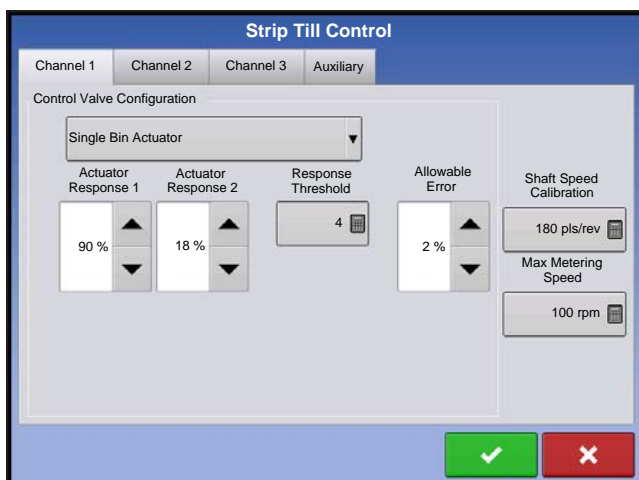 Strip Till Control
Channel 1
Channel 2
Channel 3
Auxiliary
Control Valve Configuration
Single Bin Actuator
Actuator
Response 1
Actuator
Response 2
Response
Threshold
Allowable
Error
90 %
18 %
4
2 %
Shaft Speed
Calibration
180 pls/rev
Max Metering
Speed
100 rpm